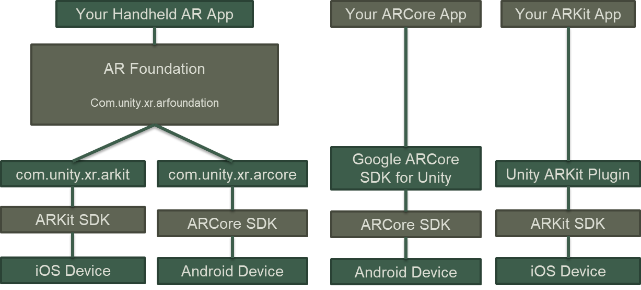 Your Handheld AR App
AR Foundation
Com.unity.xr.arfoundation
com.unity.xr.arkit
com.unity.xr.arcore
ARKit SDK
ARCore SDK
iOS Device
Android Device
Your ARCore App
Google ARCore
SDK for Unity
ARCore SDK
Android Device
Your ARKit App
Unity ARKit Plugin
ARKit SDK
iOS Device